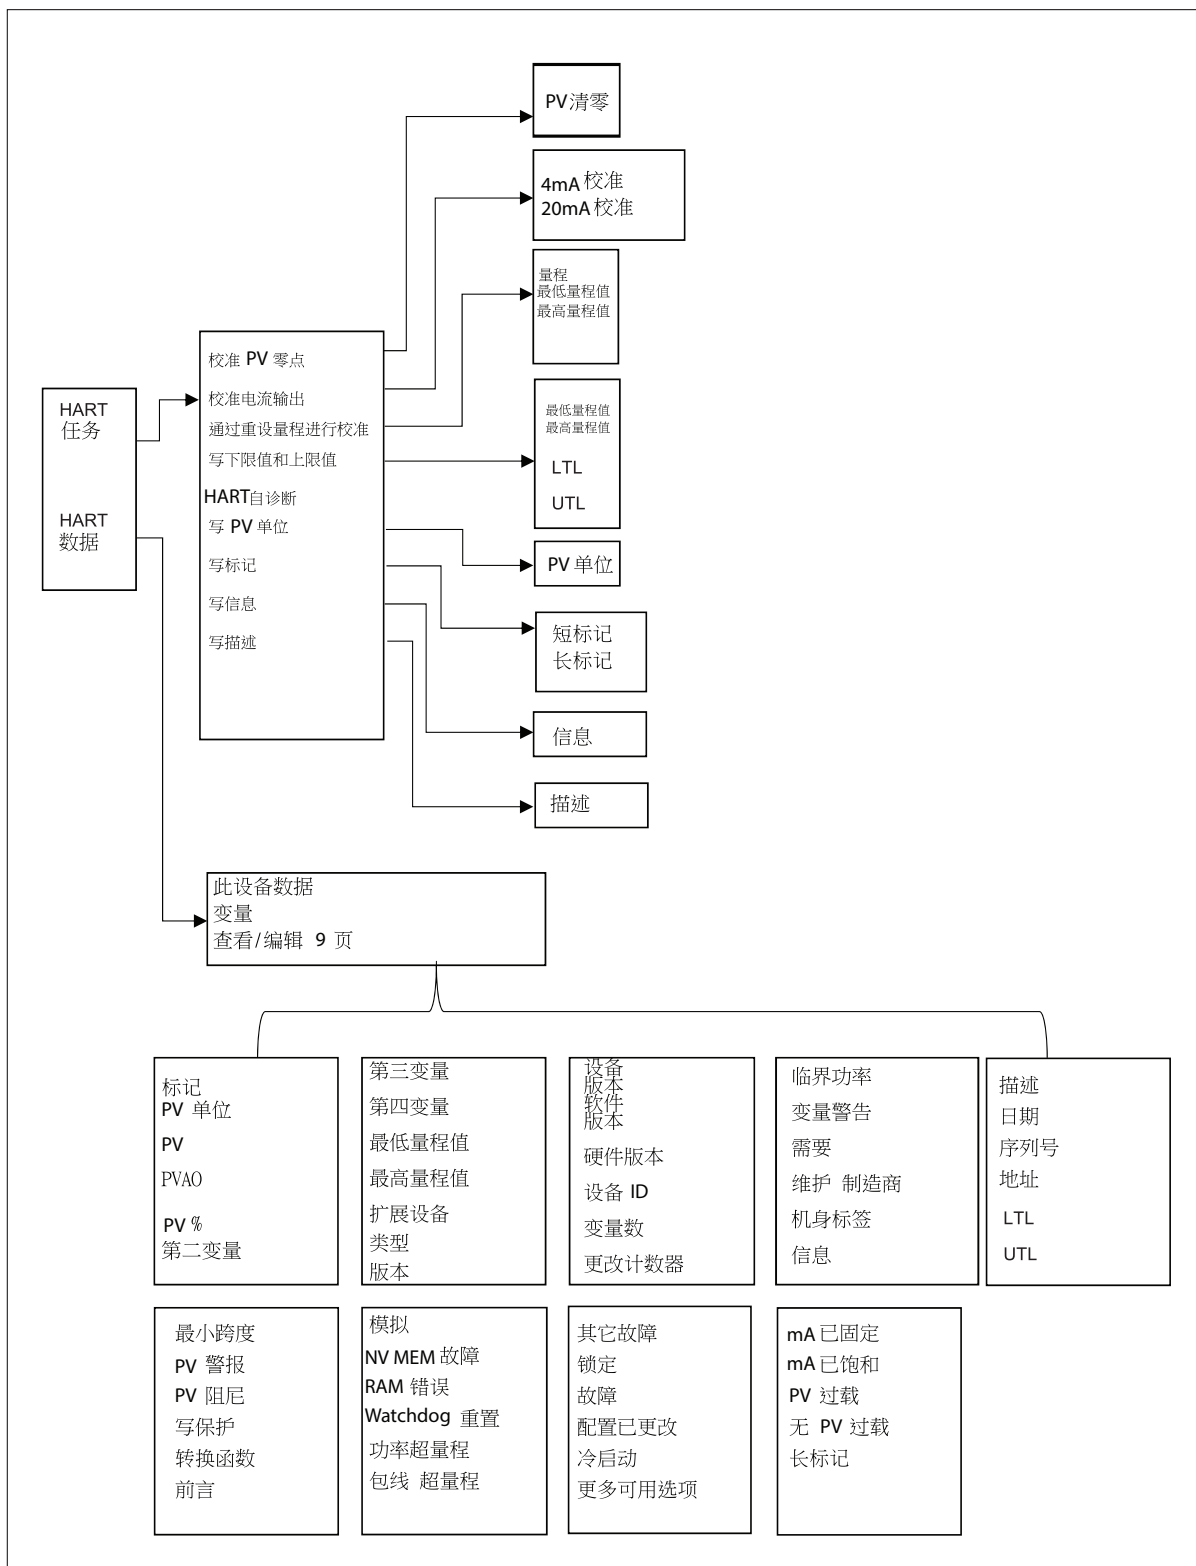 PV清零
4mA 校准
20mA 校准
量程
最低量程值
最高量程值
HART
任务
HART
数据
校准 PV 零点
校准电流输出
通过重设量程进行校准
写下限值和上限值
HART自诊断
写 PV 单位
写标记
写信息
写描述
最低量程值
最高量程值
LTL
UTL
PV 单位
短标记
长标记
信息
描述
此设备数据
变量
查看/编辑 9 页
标记
PV 单位
PV
PVAO
PV %
第二变量
第三变量
第四变量
最低量程值
最高量程值
扩展设备
类型
版本
设备
版本
软件
版本
硬件版本
设备 ID
变量数
更改计数器
临界功率
变量警告
需要
维护 制造商
机身标签
信息
描述
日期
序列号
地址
LTL
UTL
最小跨度
PV 警报
PV 阻尼
写保护
转换函数
前言
模拟
NV MEM 故障
RAM 错误
Watchdog 重置
功率超量程
包线 超量程
其它故障
锁定
故障
配置已更改
冷启动
更多可用选项
mA 已固定
mA 已饱和
PV 过载
无 PV 过载
长标记